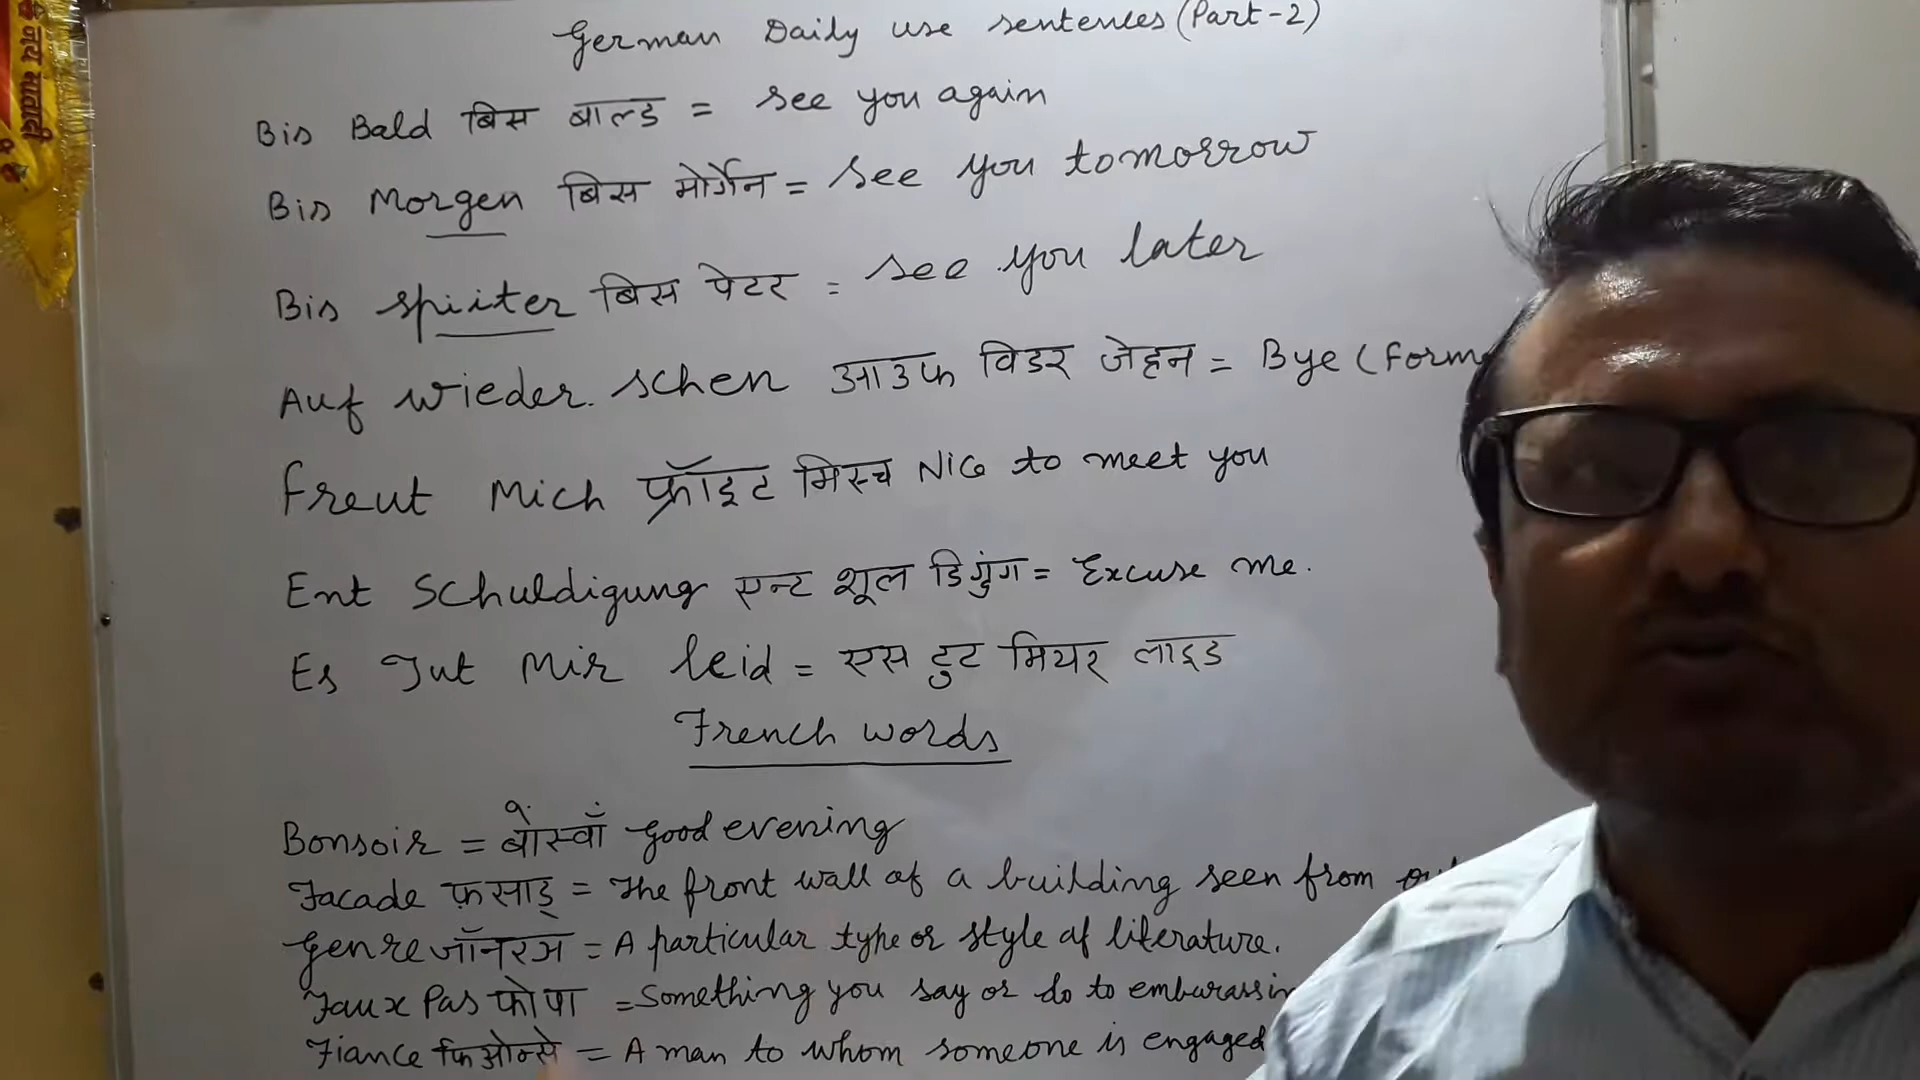 German Daily use sentences (Part-2)
Bis Bald बिस बाल्ड = see you again
Bis Morgen बिस मोर्गेन = see you tomorrow
Bis spiiter बिस पेटर = see you later
Auf wieder. schen आउफ विडर जेहन = Bye (Form
Freut Mich फ्रॉइट मिस्च Nice to meet you
Ent Schuldigung एन्ट शूल डिगुंग = Excuse me.
Es Tut Mir leid = एस टुट मियर लाइड
French words
Bonsoir = बोंस्वाँ Good evening
Facade फ़साड् = The front wall of a building seen from
Genre जॉनरञ = A particular type or style of literature.
Faux Pas फोपा = Something you say or do to embarassin
Fiance फिओन्से = A man to whom someone is engaged